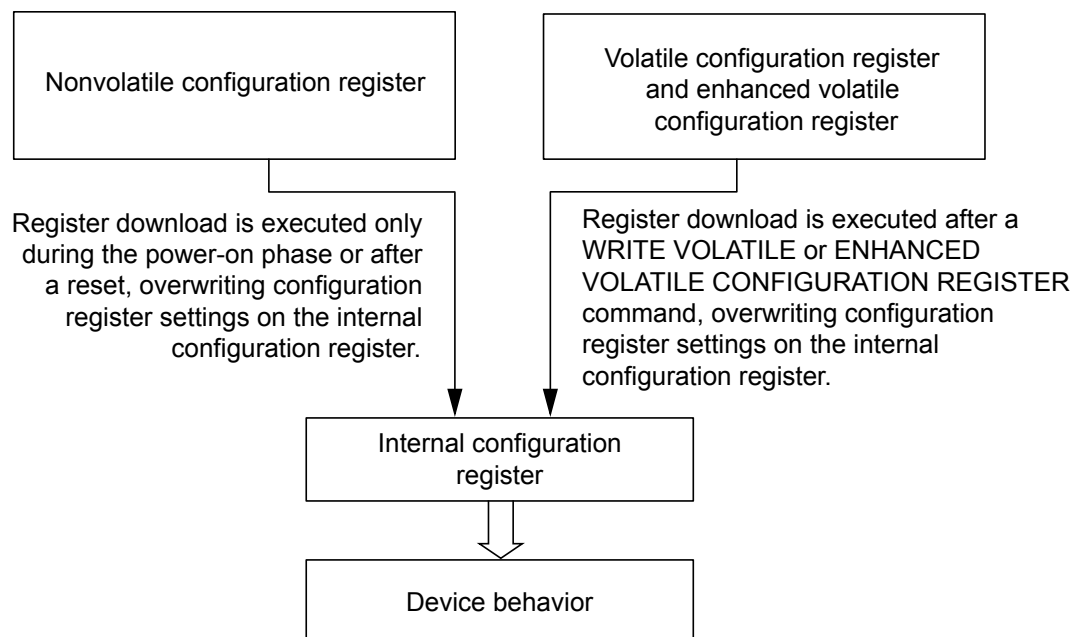 Nonvolatile configuration register
Volatile configuration register
and enhanced volatile
configuration register
Register download is executed only
during the power-on phase or after
a reset, overwriting configuration
register settings on the internal
configuration register.
Register download is executed after a
WRITE VOLATILE or ENHANCED
VOLATILE CONFIGURATION REGISTER
command, overwriting configuration
register settings on the internal
configuration register.
Internal configuration
register
Device behavior